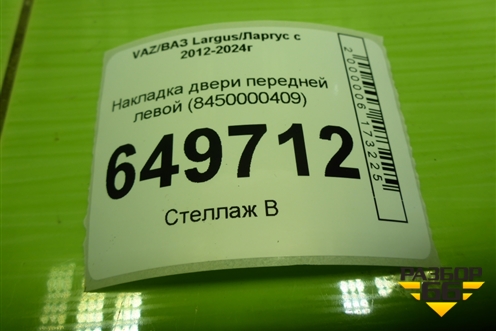 VAZ/ВАЗ Largus/Ларгус с
2012-2024г
Накладка двери передней
левой (8450000409)
649712
Стеллаж В
2000006173225
РАЗБОР